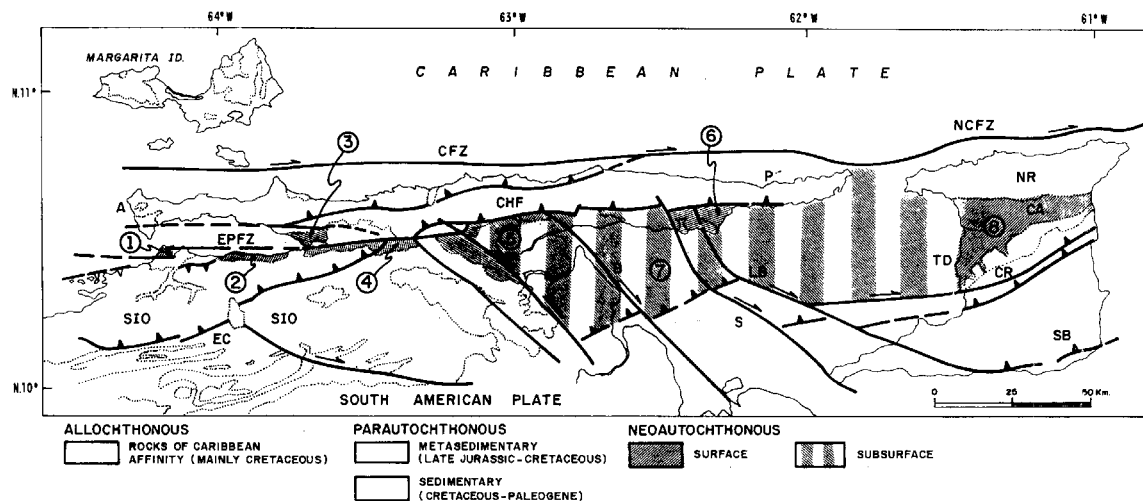 64°W 63°W 62°W 61°W
MARGARITA ID.
CARIBBEAN PLATE
N.11°
NCFZ
③ CFZ ⑥
P NR
A CHF CA
① EPFZ ⑧
② ④ ⑦ TD CR
LB
SIO SIO S
EC SB
N.10°
SOUTH AMERICAN PLATE
0 25 50 Km.
ALLOCHTHONOUS PARAUTOCHTHONOUS NEOAUTOCHTHONOUS
ROCKS OF CARIBBEAN METASEDIMENTARY SURFACE SUBSURFACE
AFFINITY (MAINLY CRETACEOUS) (LATE JURASSIC-CRETACEOUS)
SEDIMENTARY
(CRETACEOUS-PALEOGENE)